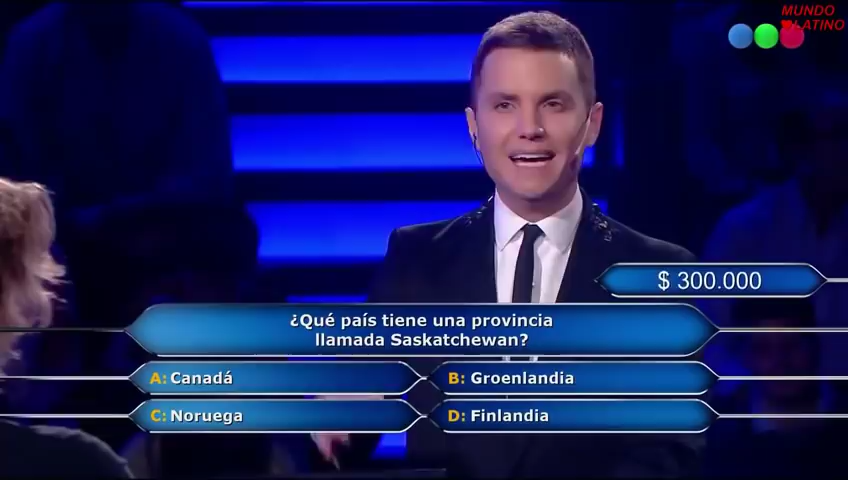 MUNDO
LATINO
$ 300.000
¿Qué país tiene una provincia
llamada Saskatchewan?
A: Canadá
B: Groenlandia
C: Noruega
D: Finlandia